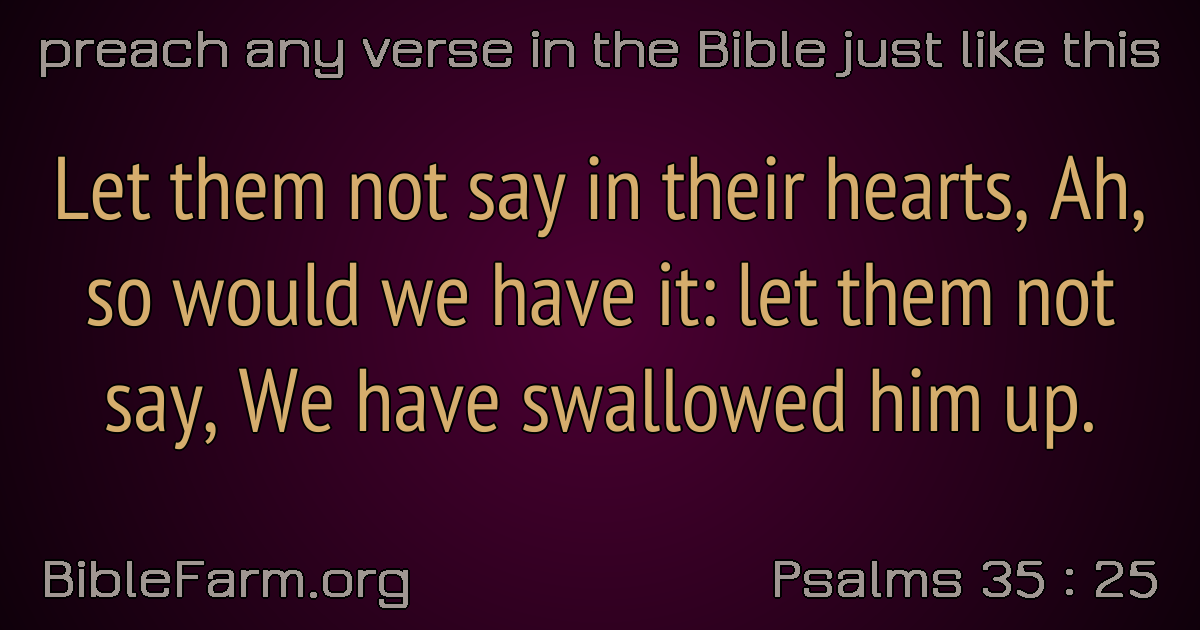 preach any verse in the Bible just like this
Let them not say in their hearts, Ah,
so would we have it: let them not
say, We have swallowed him up.
BibleFarm.org
Psalms 35 : 25